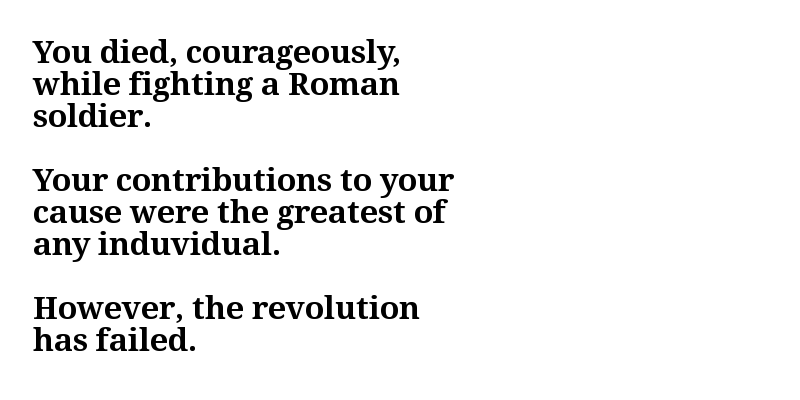 You died, courageously,
while fighting a Roman
soldier.
Your contributions to your
cause were the greatest of
any induvidual.
However, the revolution
has failed.